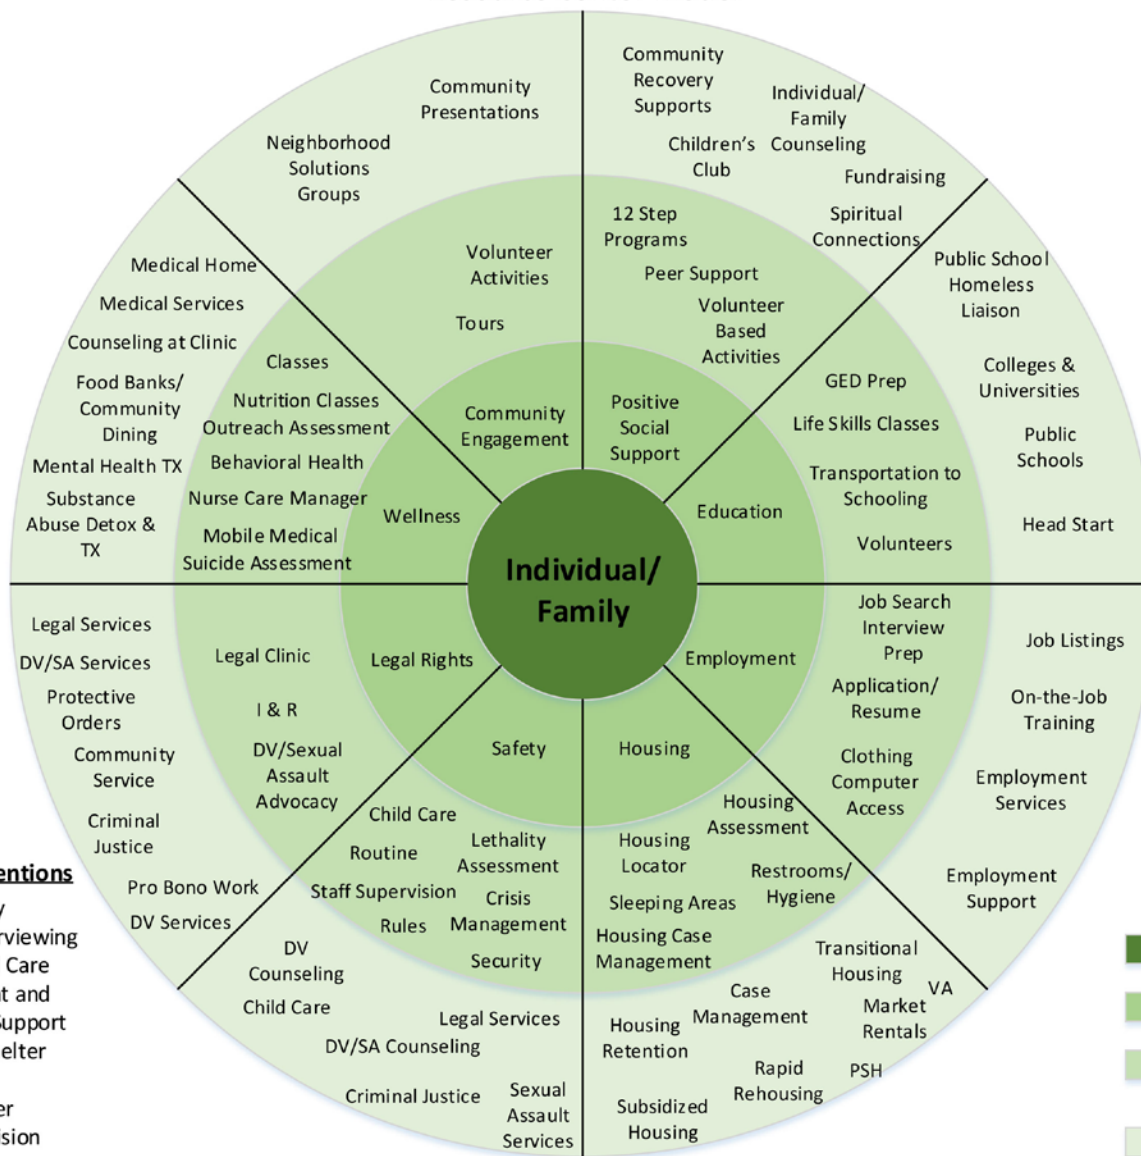 Community
Presentations
Neighborhood
Solutions
Groups
Volunteer
Activities
Tours
Community
Engagement
Community
Recovery
Supports
Individual/
Family
Counseling
Children's
Club
Fundraising
Spiritual
Connections
12 Step
Programs
Peer Support
Volunteer
Based
Activities
Positive
Social
Support
Public School
Homeless
Liaison
Colleges &
Universities
Public
Schools
Head Start
GED Prep
Life Skills Classes
Transportation to
Schooling
Volunteers
Education
Medical Home
Medical Services
Counseling at Clinic
Food Banks/
Community
Dining
Mental Health TX
Substance
Abuse Detox &
TX
Classes
Nutrition Classes
Outreach Assessment
Behavioral Health
Nurse Care Manager
Mobile Medical
Suicide Assessment
Wellness
Individual/
Family
Legal Services
DV/SA Services
Protective
Orders
Community
Service
Criminal
Justice
Pro Bono Work
DV Services
Legal Clinic
I & R
DV/Sexual
Assault
Advocacy
Legal Rights
Employment
Job Search
Interview
Prep
Application/
Resume
Clothing
Computer
Access
Job Listings
On-the-Job
Training
Employment
Services
Employment
Support
Safety
Child Care
Routine
Lethality
Assessment
Staff Supervision
Crisis
Management
Rules
Security
DV
Counseling
Child Care
Legal Services
DV/SA Counseling
Criminal Justice
Sexual
Assault
Services
Housing
Housing
Assessment
Housing
Locator
Restrooms/
Hygiene
Sleeping Areas
Housing Case
Management
Transitional
Housing
VA
Case
Management
Market
Rentals
Housing
Retention
Rapid
Rehousing
PSH
Subsidized
Housing
Care
and
Support